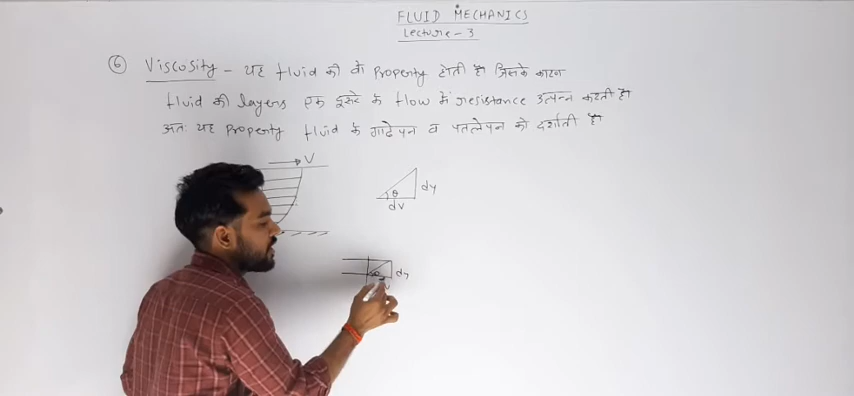 FLUID MECHANICS
Lecture - 3
⑥ Viscosity - यह fluid की वो Property होती है जिसके कारण
fluid की layers एक दूसरे के flow में resistance उत्पन्न करती है
अतः यह Property fluid के गाढेपन व पतलेपन को दर्शाती है
V
θ dy
dv
θ dy
v